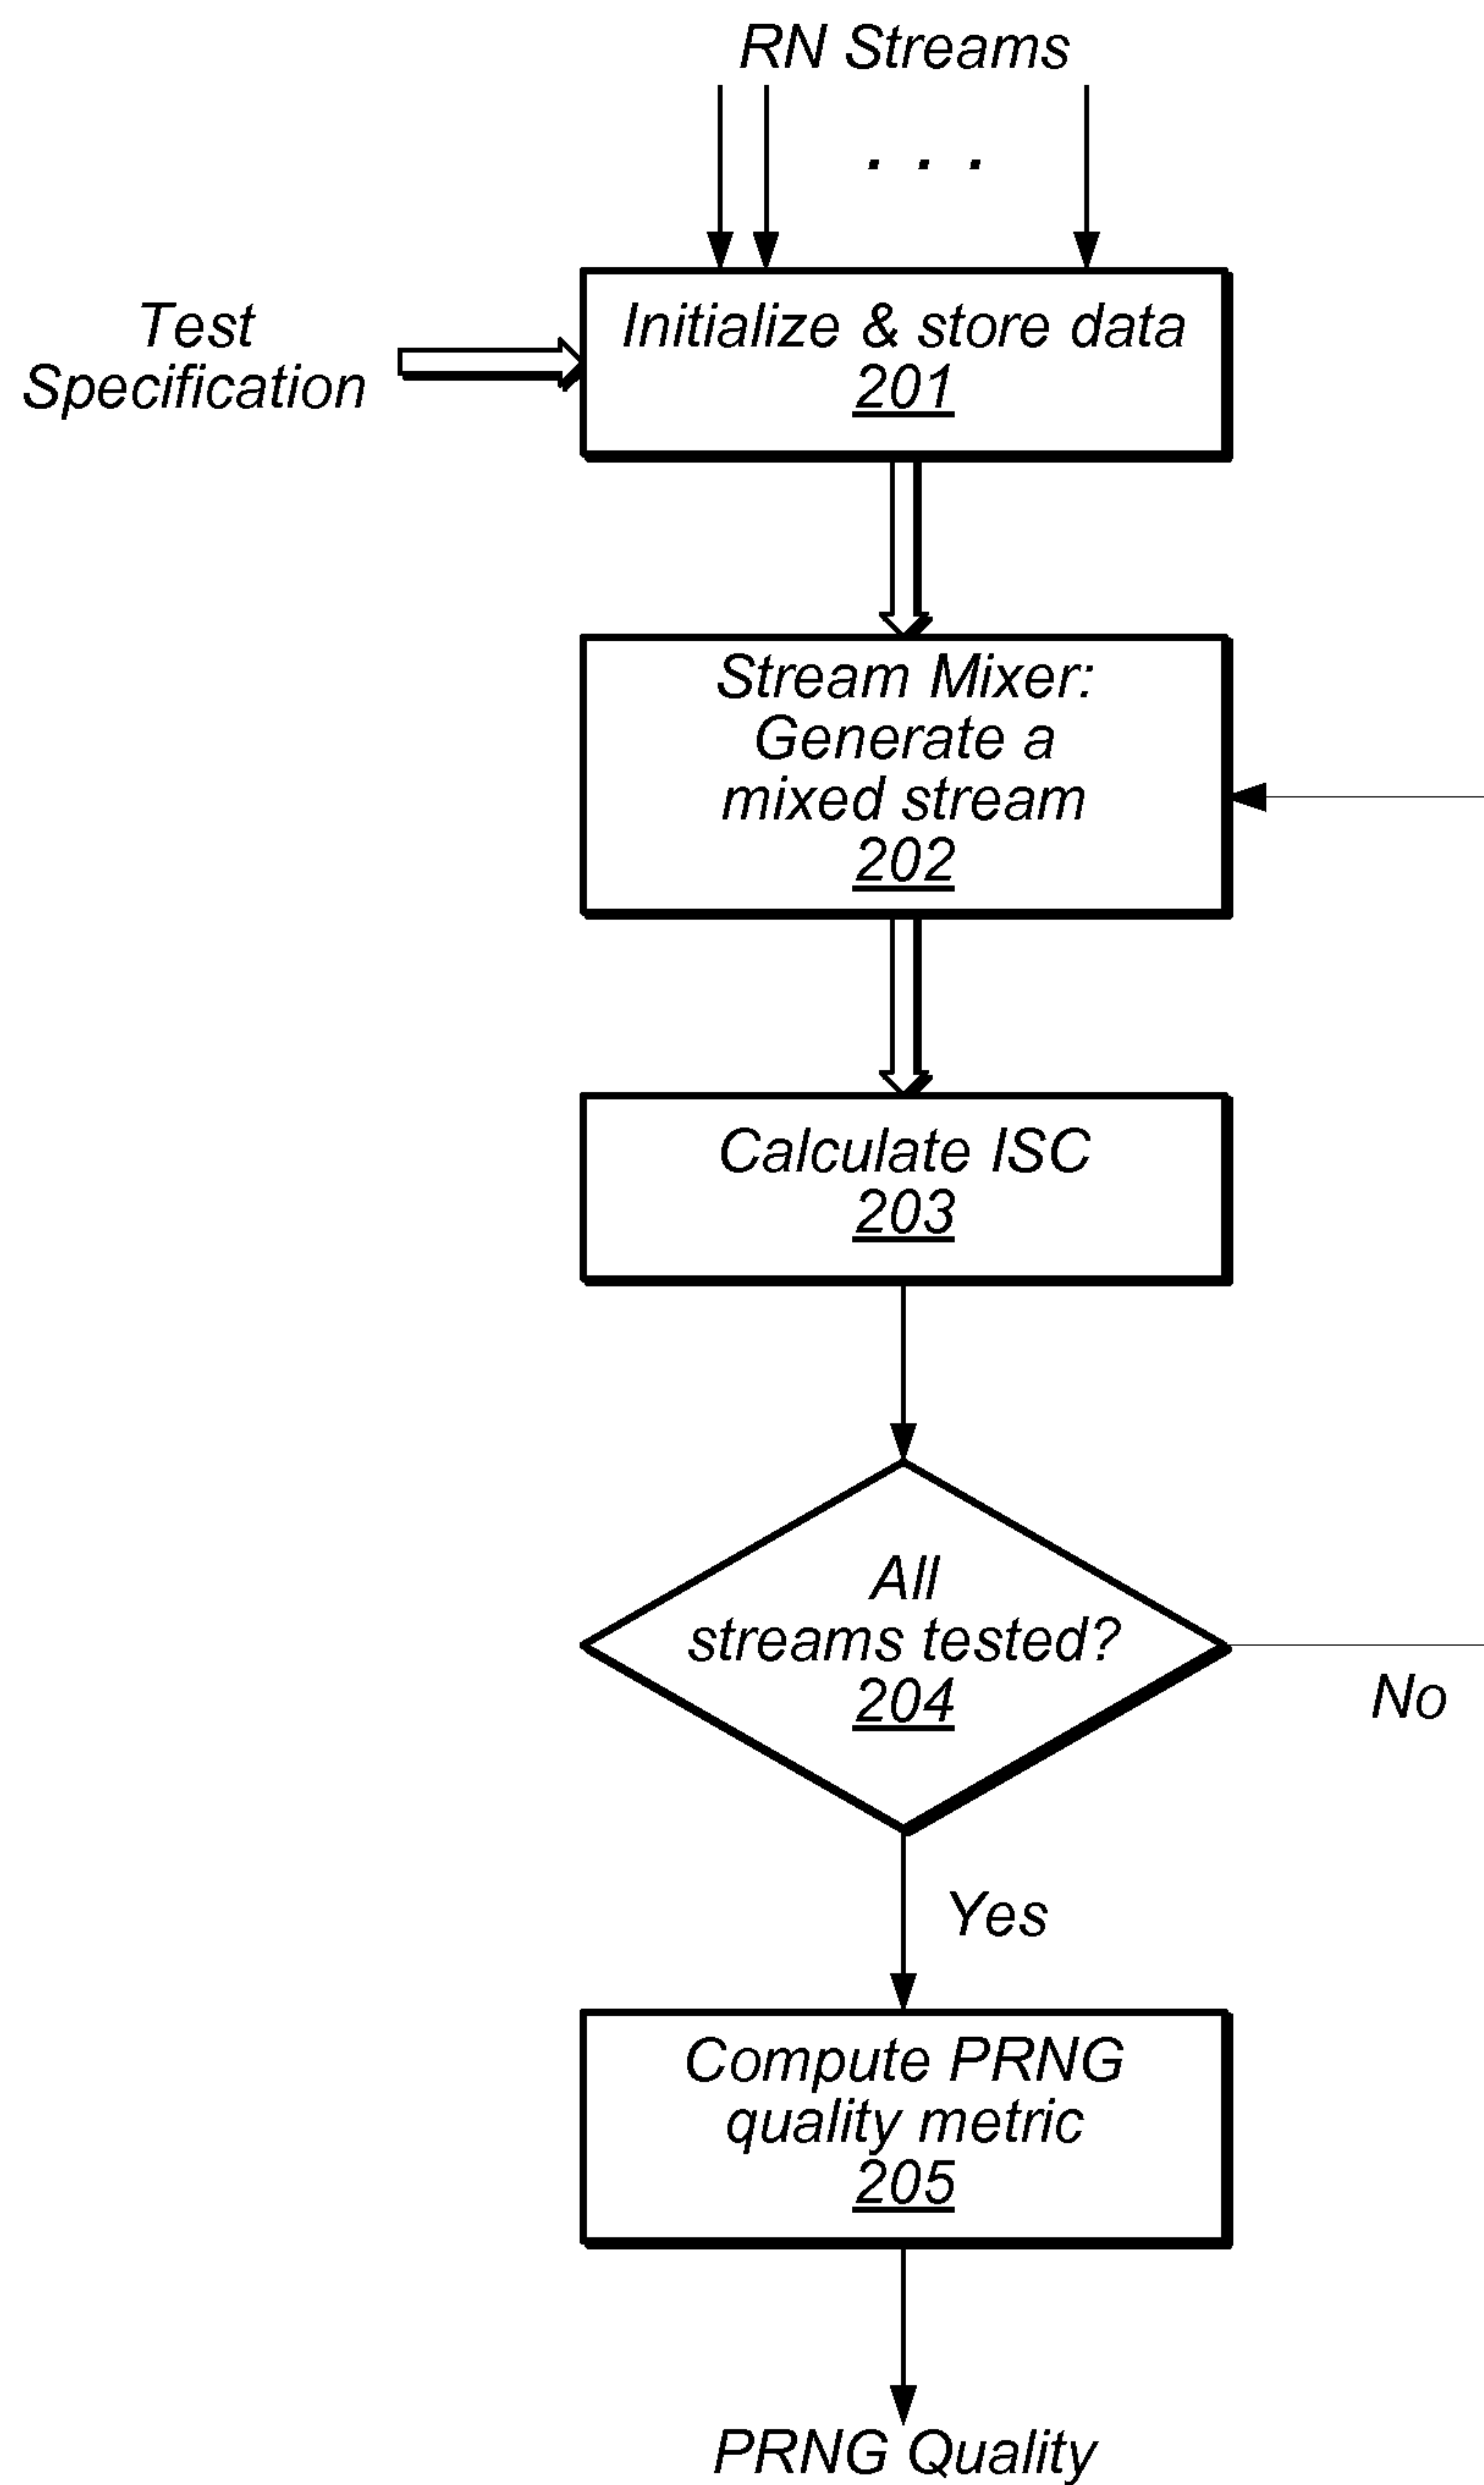 RN Streams
. . .
Test
Specification
Initialize & store data
201
Stream Mixer:
Generate a
mixed stream
202
Calculate ISC
203
All
streams tested?
204
No
Yes
Compute PRNG
quality metric
205
PRNG Quality